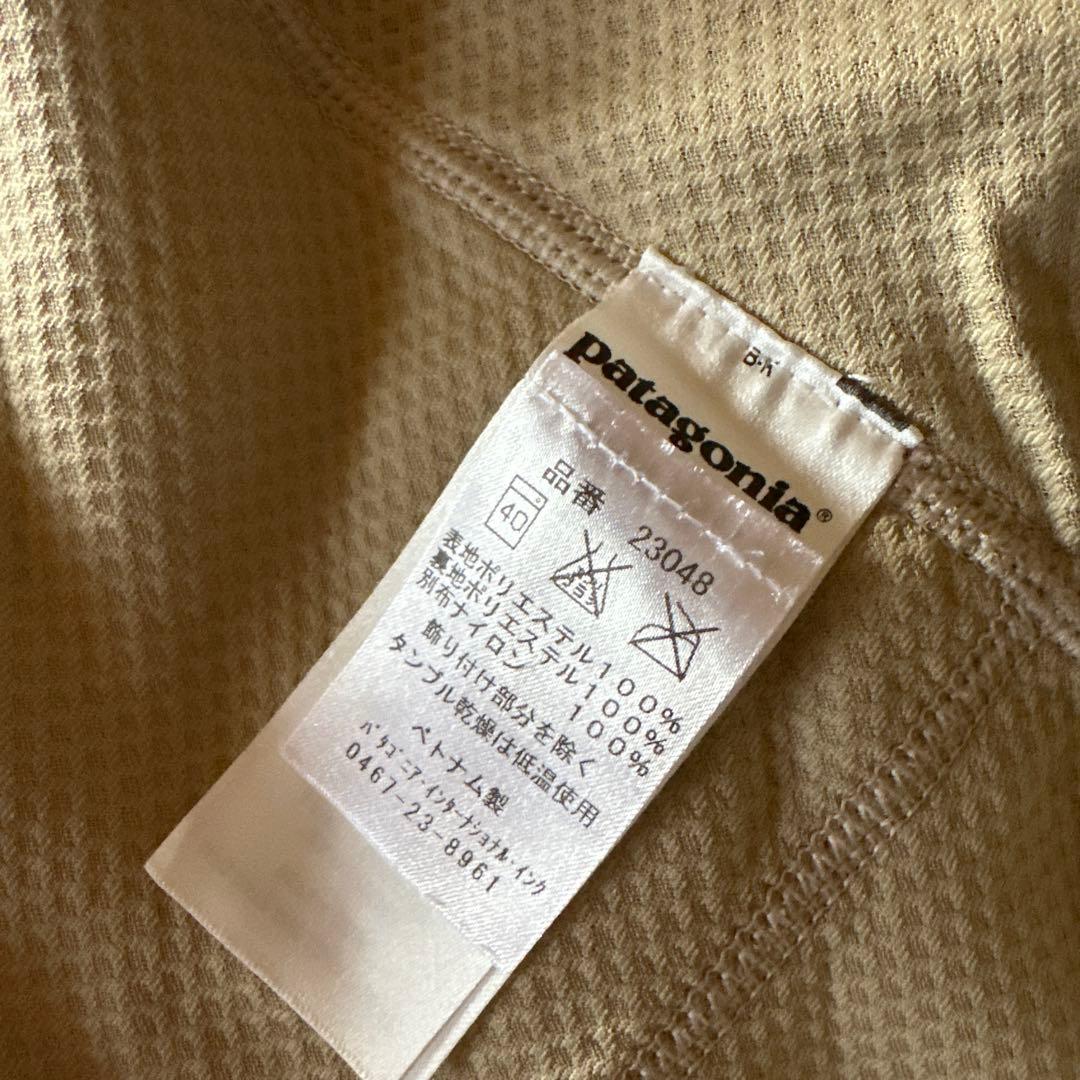 patagonia®
品番 23048
40
エンソ
表地ポリエステル100%
裏地ポリエステル100%
別布ナイロン 100%
飾り付け部分を除く
タンブル乾燥は低温使用
ベトナム製
パタゴニア・インターナショナル・インク
0467-23-8961